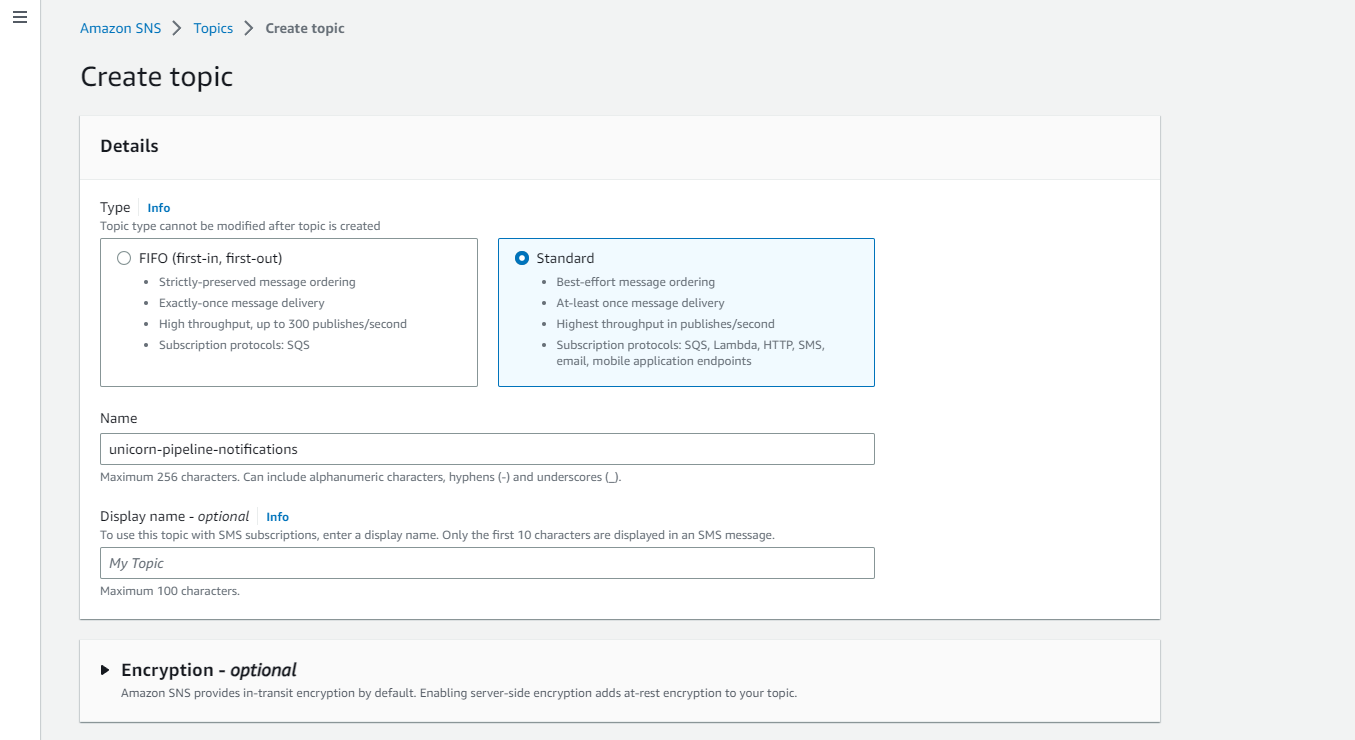 Amazon SNS > Topics > Create topic
Create topic
Details
Type Info
Topic type cannot be modified after topic is created
FIFO (first-in, first-out)
• Strictly-preserved message ordering
• Exactly-once message delivery
• High throughput, up to 300 publishes/second
• Subscription protocols: SQS
Standard
• Best-effort message ordering
• At-least once message delivery
• Highest throughput in publishes/second
• Subscription protocols: SQS, Lambda, HTTP, SMS,
email, mobile application endpoints
Name
unicorn-pipeline-notifications
Maximum 256 characters. Can include alphanumeric characters, hyphens (-) and underscores (_).
Display name - optional Info
To use this topic with SMS subscriptions, enter a display name. Only the first 10 characters are displayed in an SMS message.
My Topic
Maximum 100 characters.
Encryption - optional
Amazon SNS provides in-transit encryption by default. Enabling server-side encryption adds at-rest encryption to your topic.